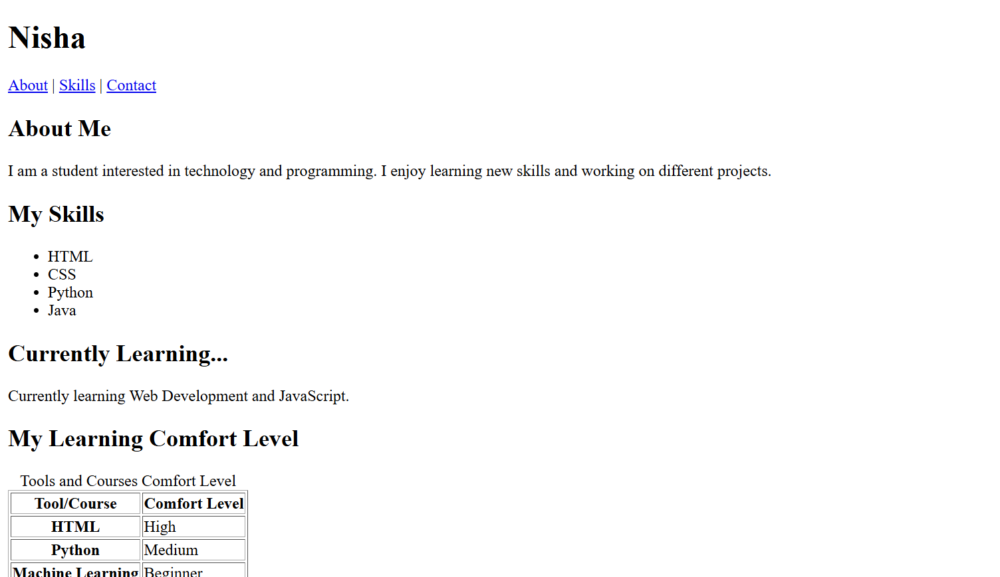 Nisha
About | Skills | Contact
About Me
I am a student interested in technology and programming. I enjoy learning new skills and working on different projects.
My Skills
HTML
CSS
Python
Java
Currently Learning...
Currently learning Web Development and JavaScript.
My Learning Comfort Level
Tools and Courses Comfort Level
Tool/Course Comfort Level
HTML High
Python Medium
Machine Learning Beginner